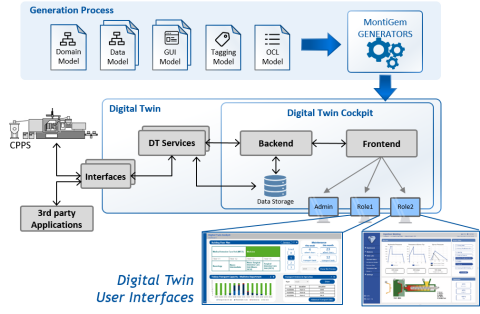 Generation Process
Domain
Model
Data
Model
GUI
Model
Tagging
Model
OCL
Model
MontiGem
GENERATORS
Digital Twin
Digital Twin Cockpit
CPPS
DT Services
Backend
Frontend
Interfaces
Data Storage
3rd party
Applications
Admin
Role1
Role2
Digital Twin
User Interfaces